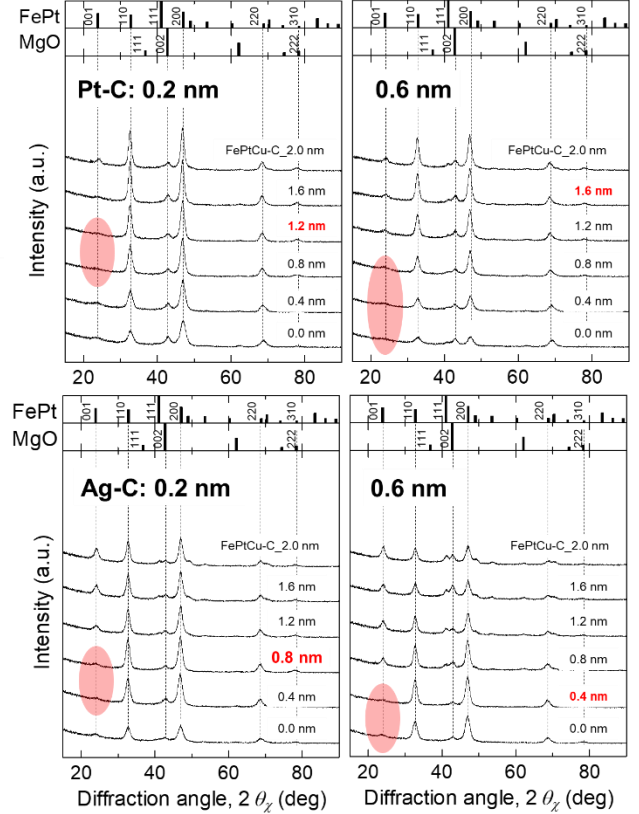 FePt 001 110 111 200 220 310
MgO 111 002 222
Pt-C: 0.2 nm
FePtCu-C_2.0 nm
1.6 nm
1.2 nm
0.8 nm
0.4 nm
0.0 nm
20 40 60 80
001 110 111 200 220 310
111 002 222
0.6 nm
FePtCu-C_2.0 nm
1.6 nm
1.2 nm
0.8 nm
0.4 nm
0.0 nm
20 40 60 80
Intensity (a.u.)
FePt 001 110 111 200 220 310
MgO 111 002 222
Ag-C: 0.2 nm
FePtCu-C_2.0 nm
1.6 nm
1.2 nm
0.8 nm
0.4 nm
0.0 nm
20 40 60 80
Diffraction angle, 2 θχ (deg)
001 110 111 200 220 310
111 002 222
0.6 nm
FePtCu-C_2.0 nm
1.6 nm
1.2 nm
0.8 nm
0.4 nm
0.0 nm
20 40 60 80
Diffraction angle, 2 θχ (deg)
Intensity (a.u.)